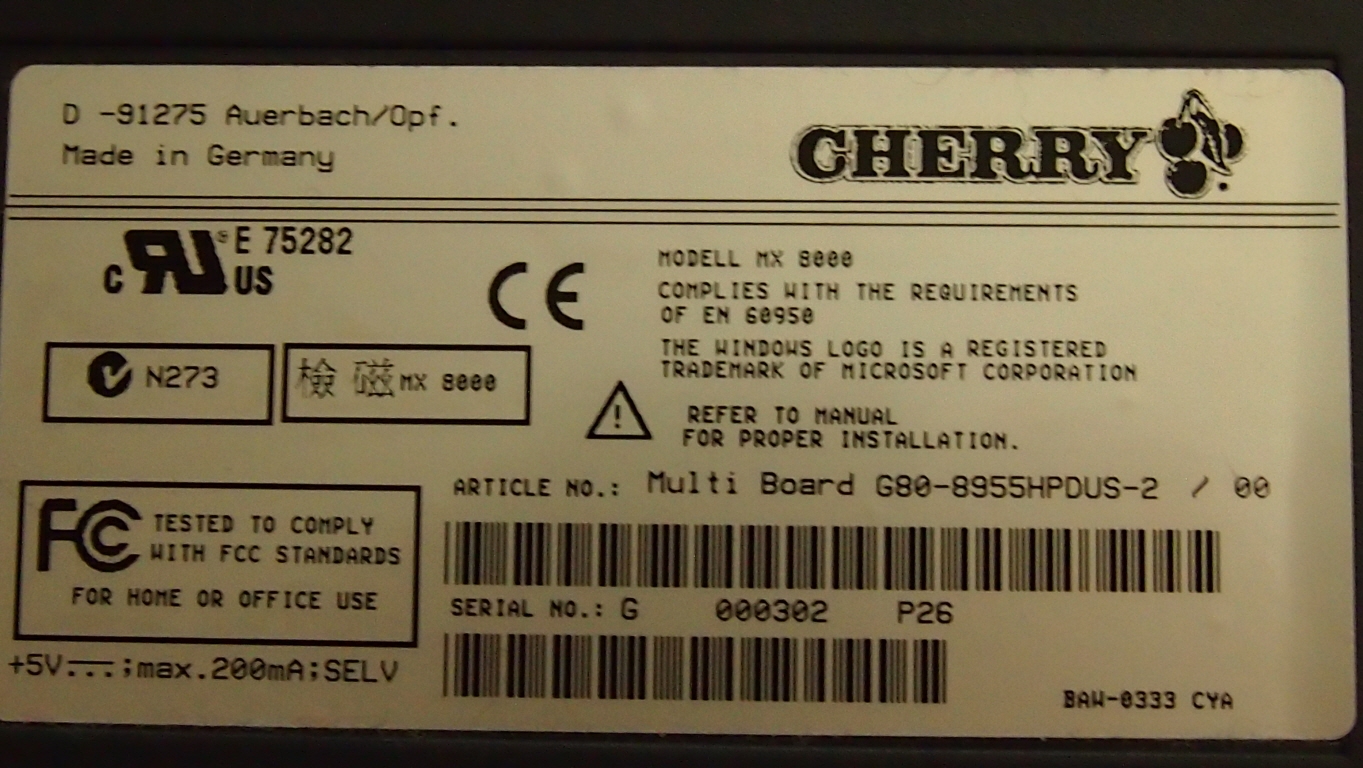 D -91275 Auerbach/Opf.
Made in Germany
CHERRY
E 75282
C US
CE
MODELL MX 8000
COMPLIES WITH THE REQUIREMENTS
OF EN 60950
THE WINDOWS LOGO IS A REGISTERED
TRADEMARK OF MICROSOFT CORPORATION
N273
檢磁 MX 8000
! REFER TO MANUAL
FOR PROPER INSTALLATION.
ARTICLE NO.: Multi Board G80-8955HPDUS-2 / 00
FC TESTED TO COMPLY
WITH FCC STANDARDS
FOR HOME OR OFFICE USE
SERIAL NO.: G 000302 P26
+5V⎓;max.200mA;SELV
BAW-0333 CYA